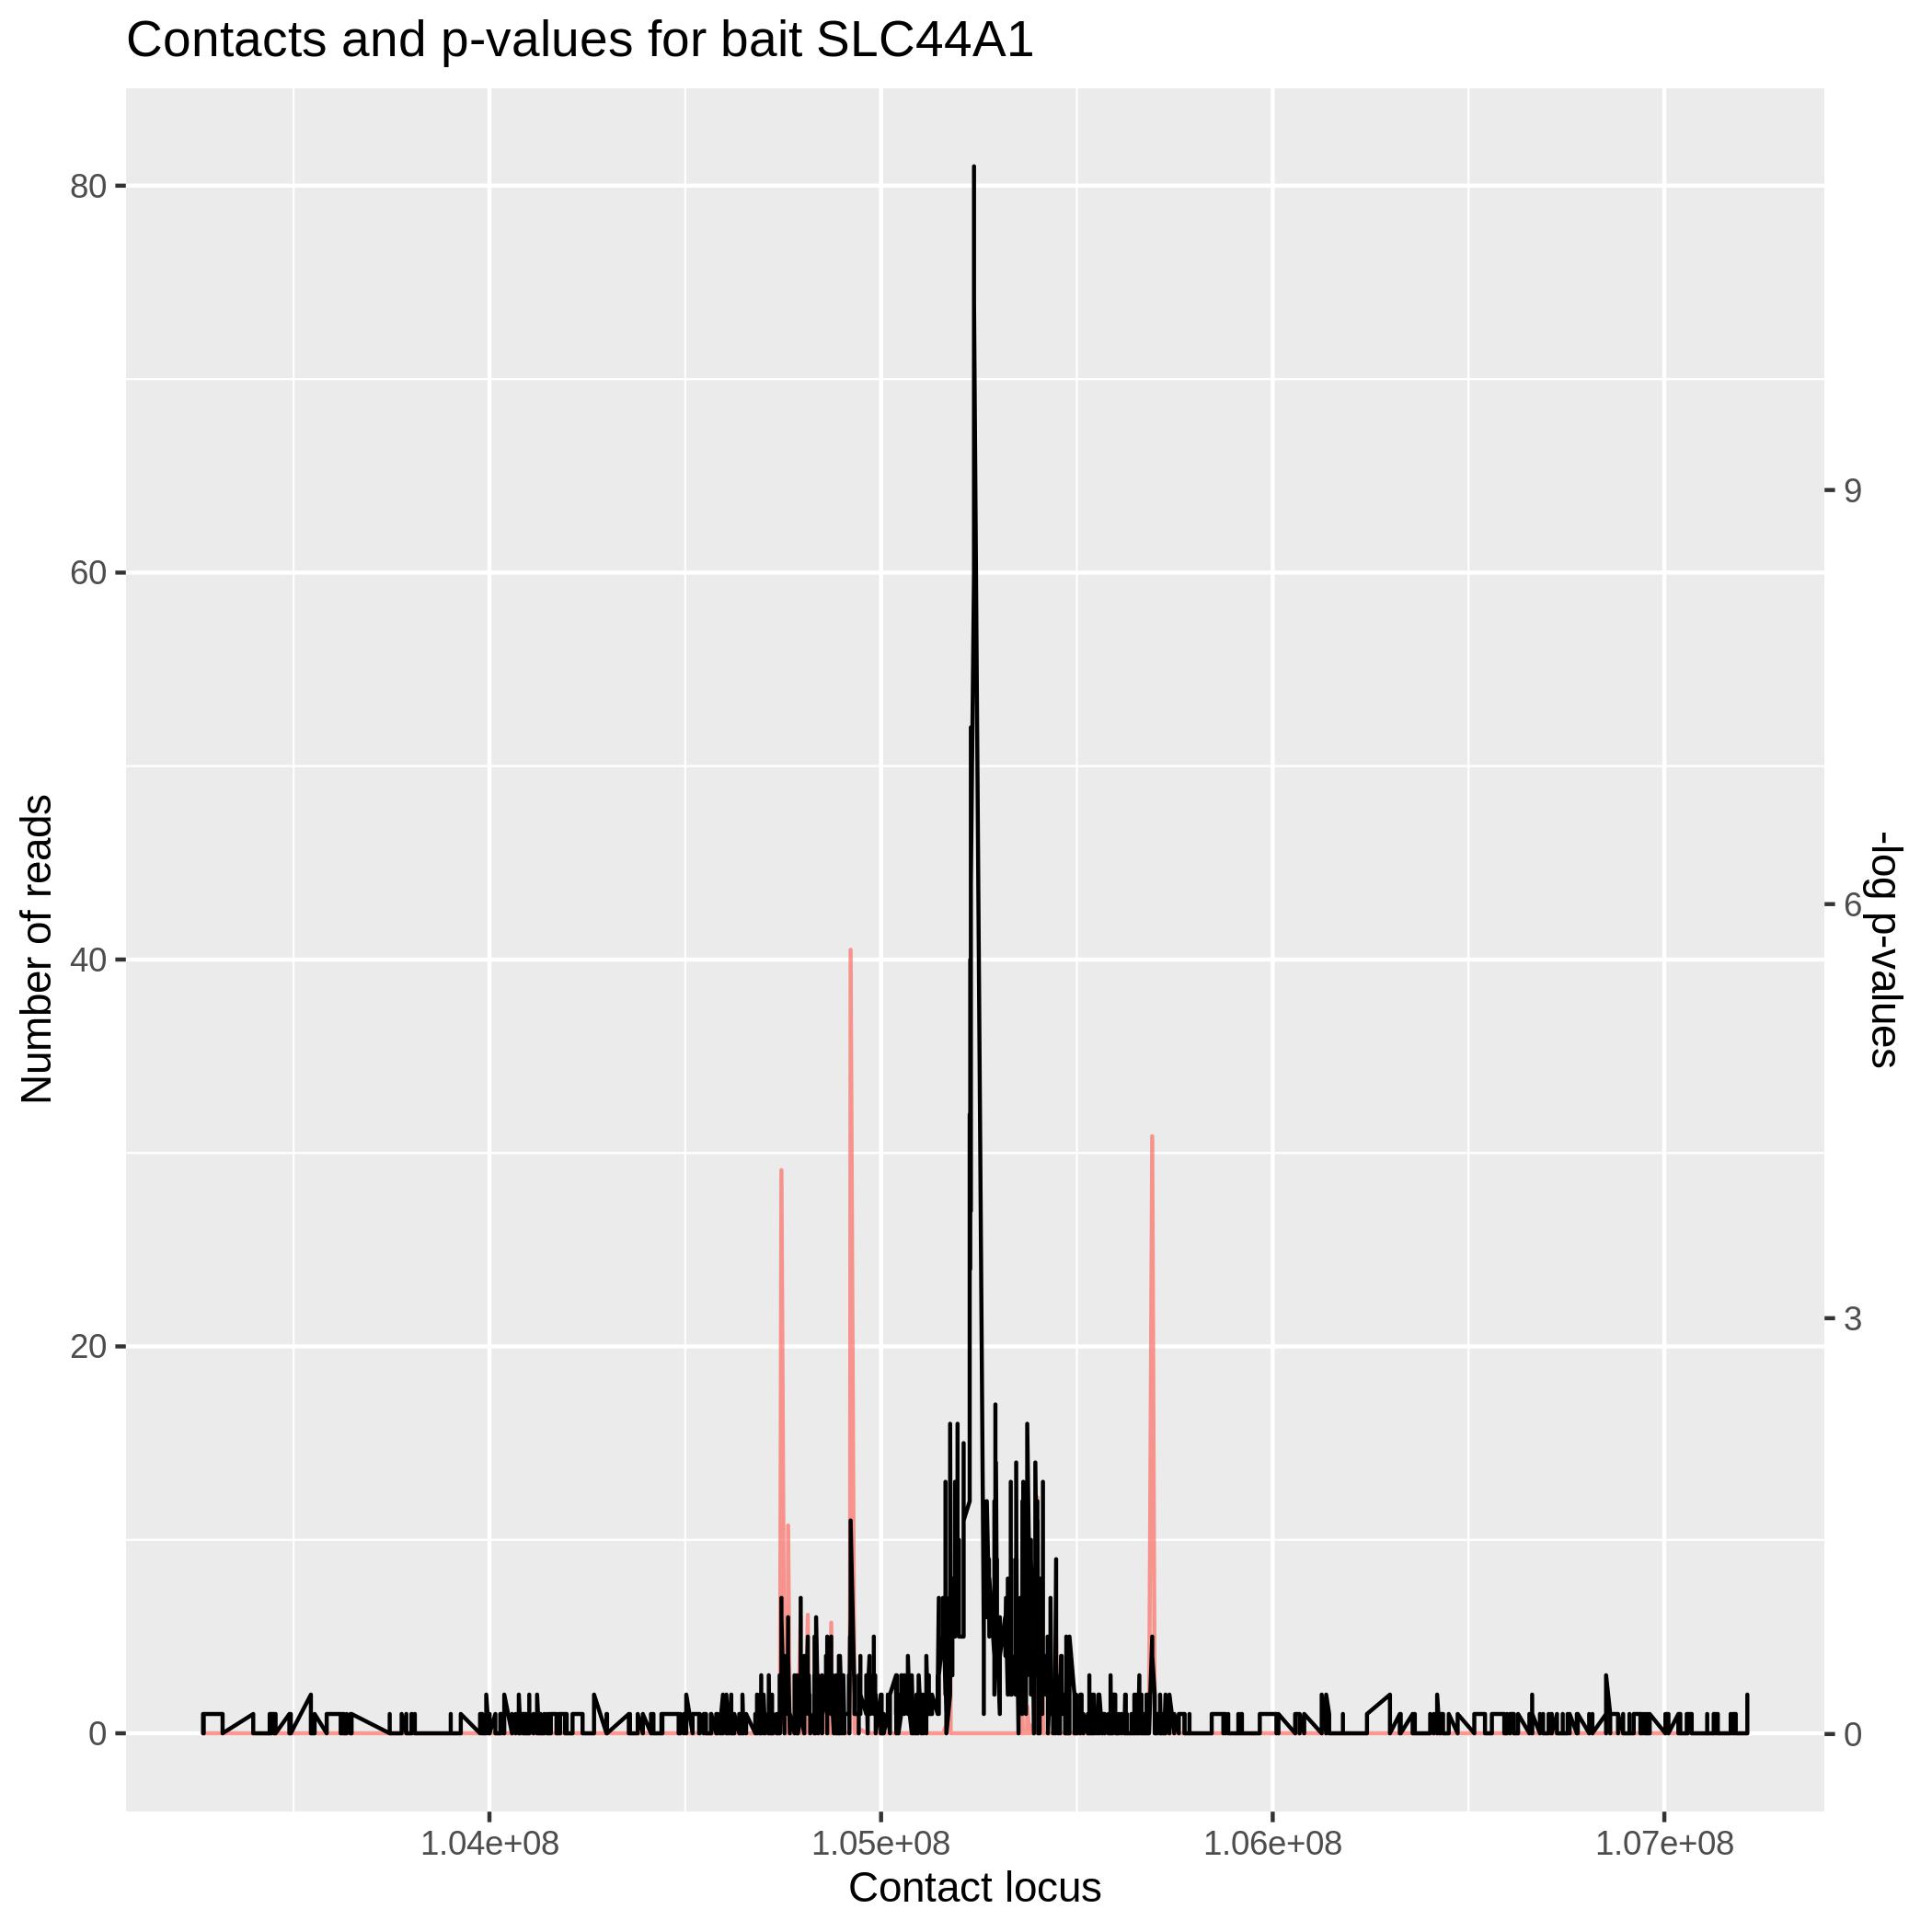 Contacts and p-values for bait SLC44A1
80
60
40
20
0
Number of reads
9
6
3
0
-log p-values
1.04e+08
1.05e+08
1.06e+08
1.07e+08
Contact locus